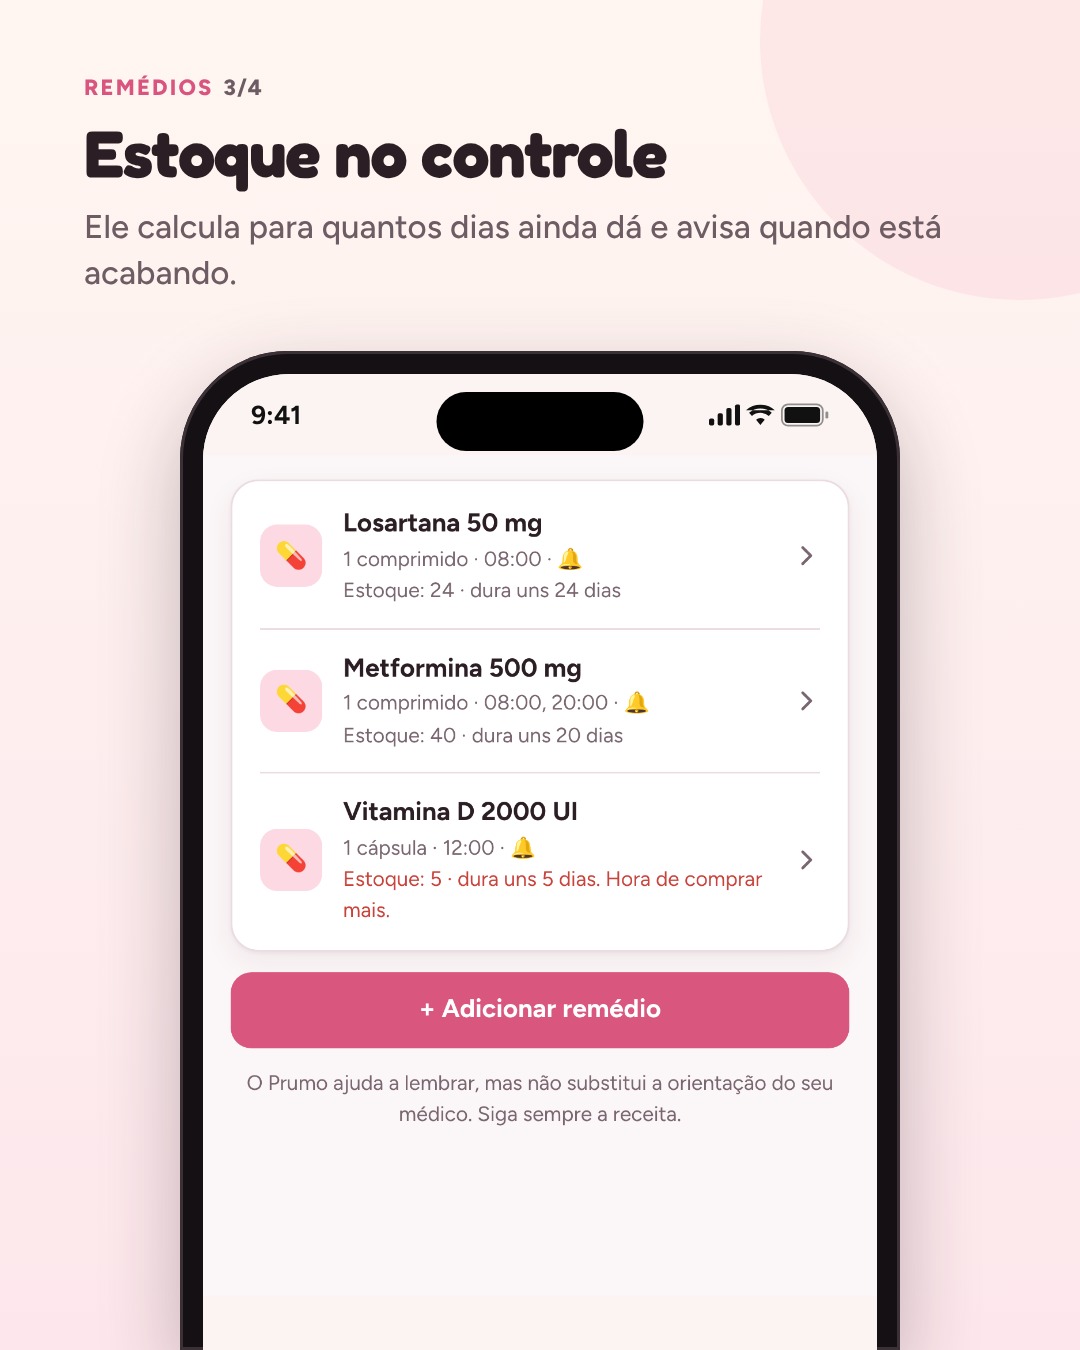 REMÉDIOS 3/4
Estoque no controle
Ele calcula para quantos dias ainda dá e avisa quando está
acabando.
9:41
Losartana 50 mg
1 comprimido · 08:00 · 🔔
Estoque: 24 · dura uns 24 dias
Metformina 500 mg
1 comprimido · 08:00, 20:00 · 🔔
Estoque: 40 · dura uns 20 dias
Vitamina D 2000 UI
1 cápsula · 12:00 · 🔔
Estoque: 5 · dura uns 5 dias. Hora de comprar
mais.
+ Adicionar remédio
O Prumo ajuda a lembrar, mas não substitui a orientação do seu
médico. Siga sempre a receita.